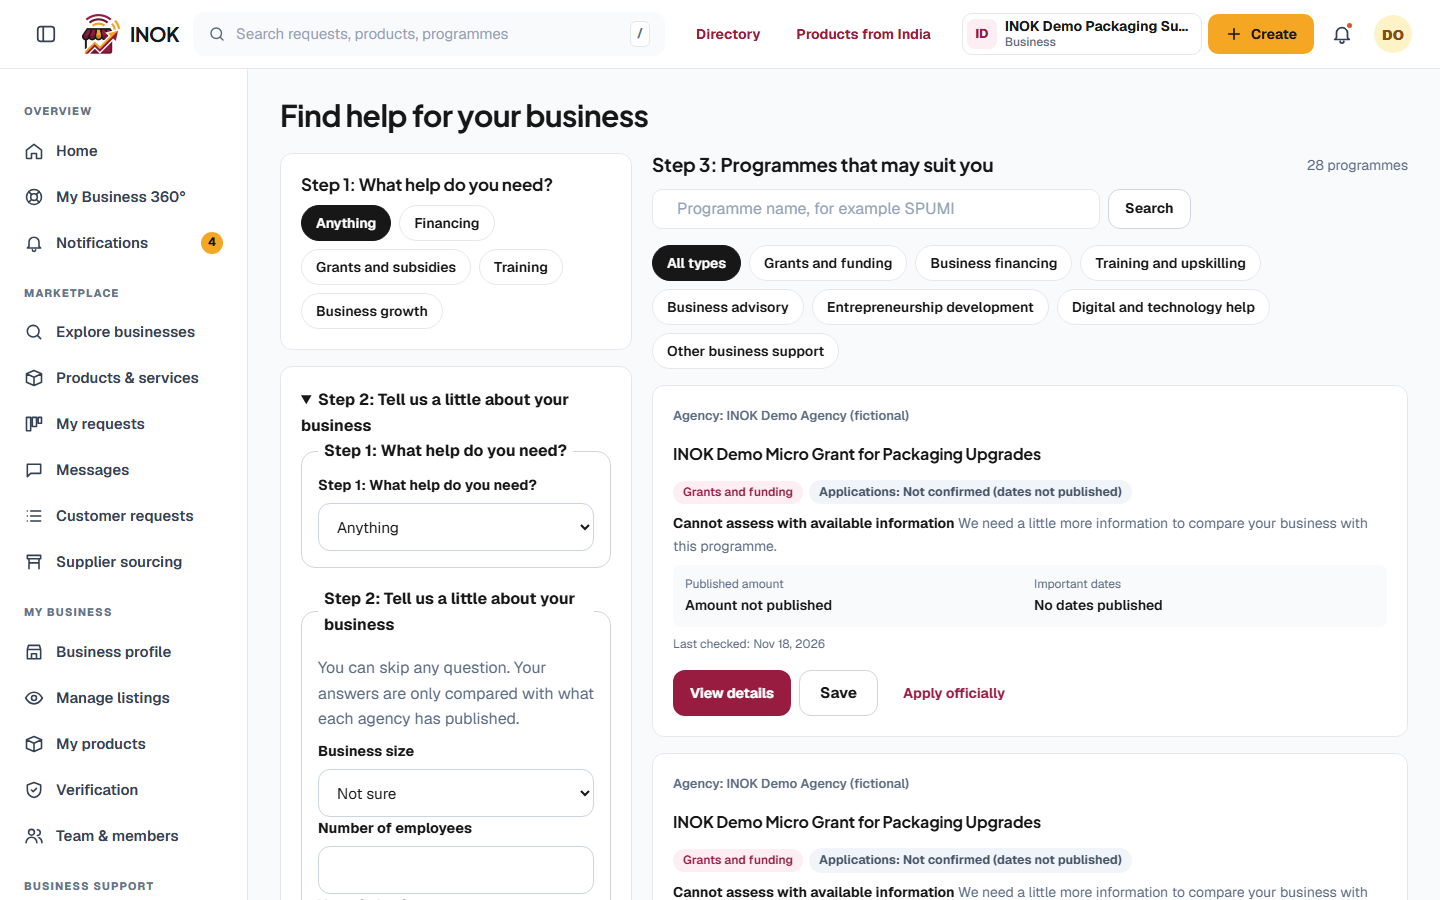 INOK
Search requests, products, programmes
/
Directory
Products from India
ID
INOK Demo Packaging Su...
Business
Create
DO
OVERVIEW
Home
My Business 360°
Notifications
4
MARKETPLACE
Explore businesses
Products & services
My requests
Messages
Customer requests
Supplier sourcing
MY BUSINESS
Business profile
Manage listings
My products
Verification
Team & members
BUSINESS SUPPORT
Find help for your business
Step 1: What help do you need?
Anything
Financing
Grants and subsidies
Training
Business growth
Step 2: Tell us a little about your
business
Step 1: What help do you need?
Step 1: What help do you need?
Anything
Step 2: Tell us a little about your
business
You can skip any question. Your
answers are only compared with what
each agency has published.
Business size
Not sure
Number of employees
Step 3: Programmes that may suit you
28 programmes
Programme name, for example SPUMI
Search
All types
Grants and funding
Business financing
Training and upskilling
Business advisory
Entrepreneurship development
Digital and technology help
Other business support
Agency: INOK Demo Agency (fictional)
INOK Demo Micro Grant for Packaging Upgrades
Grants and funding
Applications: Not confirmed (dates not published)
Cannot assess with available information We need a little more information to compare your business with
this programme.
Published amount
Amount not published
Important dates
No dates published
Last checked: Nov 18, 2026
View details
Save
Apply officially
Agency: INOK Demo Agency (fictional)
INOK Demo Micro Grant for Packaging Upgrades
Grants and funding
Applications: Not confirmed (dates not published)
Cannot assess with available information We need a little more information to compare your business with